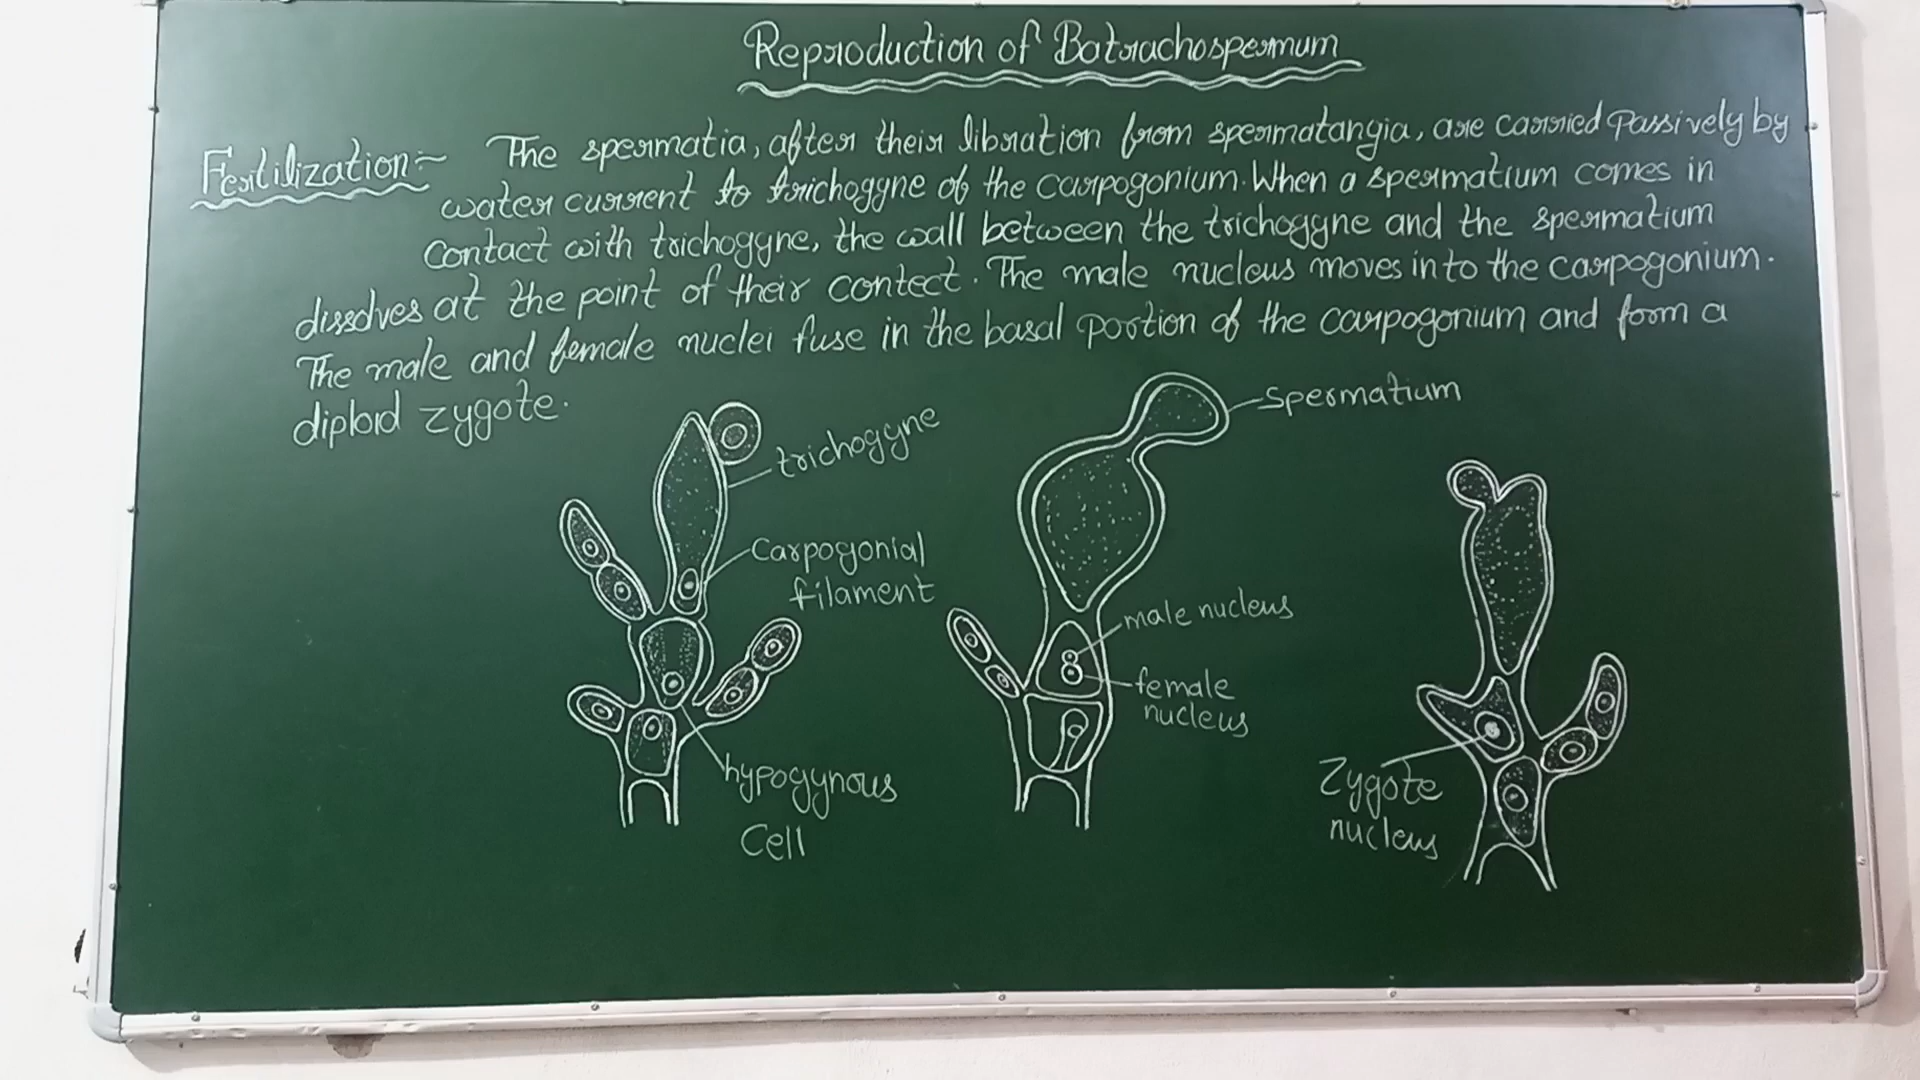 Reproduction of Batrachospermum
Fertilization:- The spermatia, after their libration from spermatangia, are carried passively by
water current to trichogyne of the carpogonium. When a spermatium comes in
contact with trichogyne, the wall between the trichogyne and the spermatium
dissolves at the point of their contect. The male nucleus moves into the carpogonium.
The male and female nuclei fuse in the basal portion of the carpogonium and form a
diploid zygote.
trichogyne
Carpogonial
filament
hypogynous
Cell
spermatium
male nucleus
female
nucleus
Zygote
nucleus